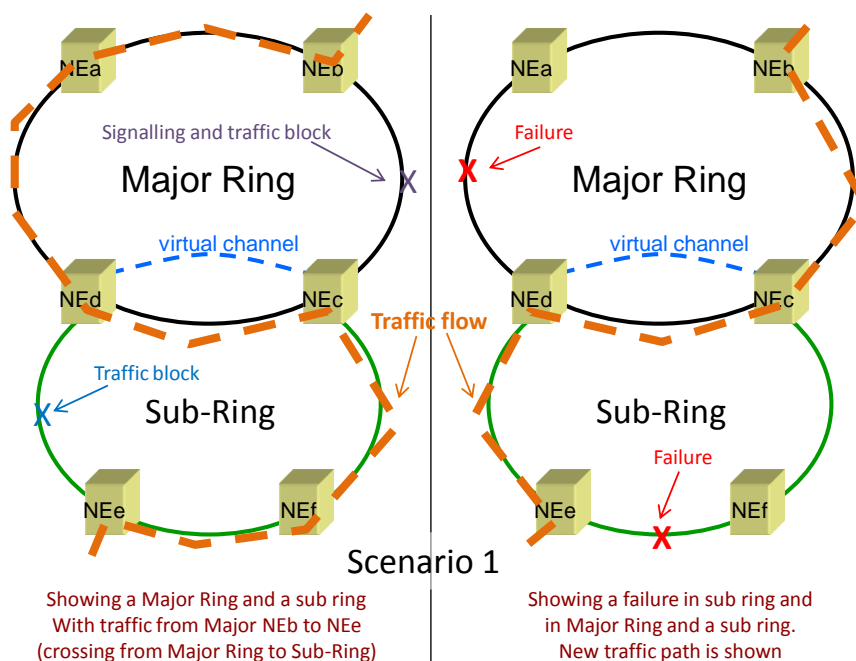 NEa
NEb
Signalling and traffic block
X
Major Ring
virtual channel
NEd
NEc
Traffic flow
Traffic block
X
Sub-Ring
NEe
NEf
NEa
NEb
Failure
X
Major Ring
virtual channel
NEd
NEc
Sub-Ring
Failure
NEe
NEf
X
Scenario 1
Showing a Major Ring and a sub ring
With traffic from Major NEb to NEe
(crossing from Major Ring to Sub-Ring)
Showing a failure in sub ring and
in Major Ring and a sub ring.
New traffic path is shown